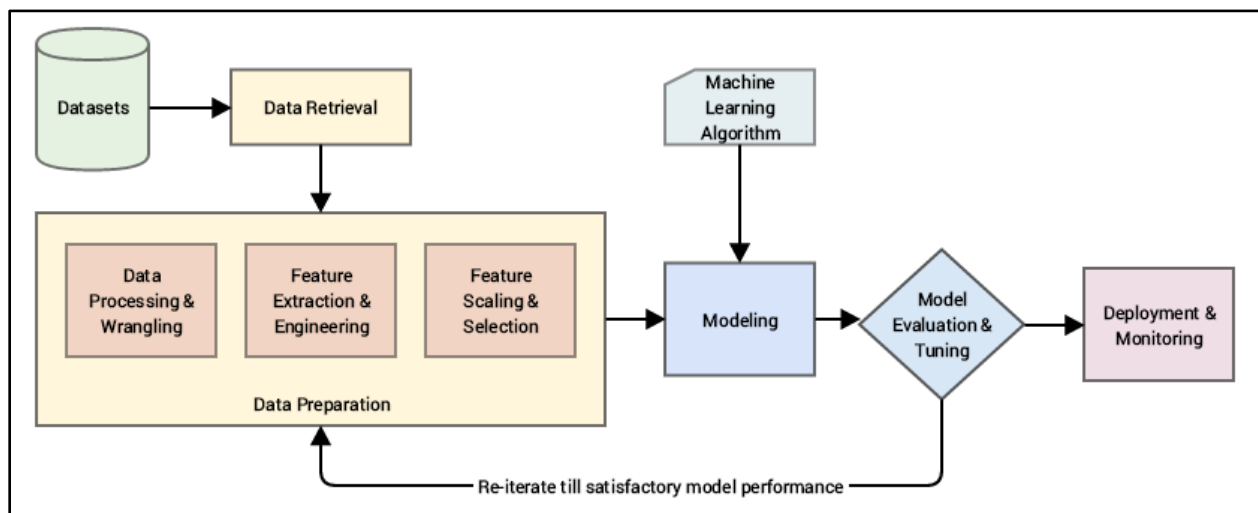 Datasets
Data Retrieval
Machine
Learning
Algorithm
Data
Processing &
Wrangling
Feature
Extraction &
Engineering
Feature
Scaling &
Selection
Data Preparation
Modeling
Model
Evaluation &
Tuning
Deployment &
Monitoring
Re-iterate till satisfactory model performance